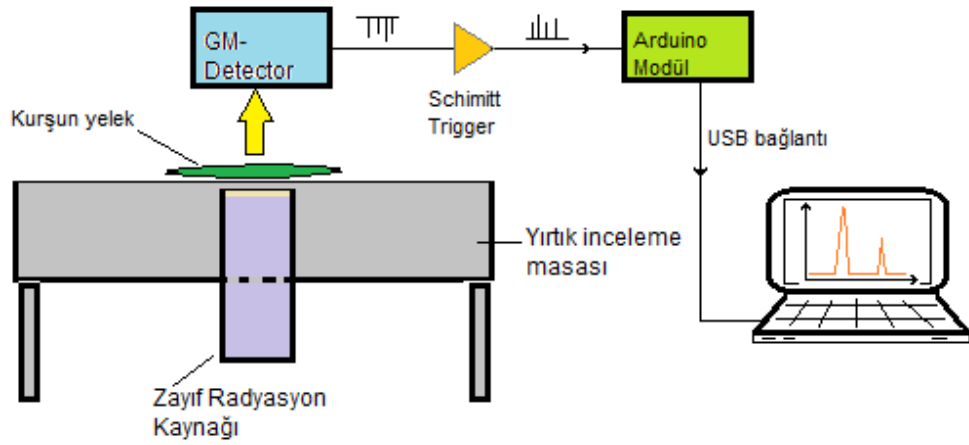 GM-
Detector
Arduino
Modül
Schimitt
Trigger
Kurşun yelek
USB bağlantı
Yırtık inceleme
masası
Zayıf Radyasyon
Kaynağı